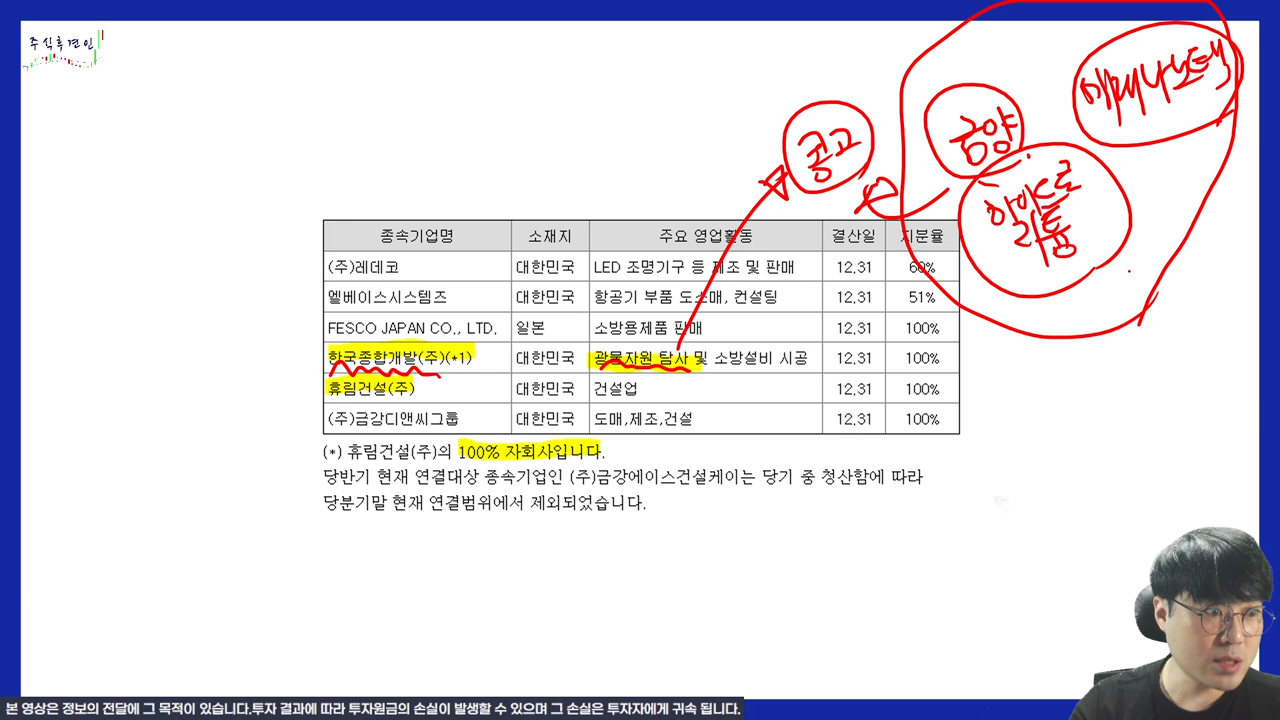 주식후견인
메리나노텍
금양
콩고
하이드로
리튬
종속기업명 소재지 주요 영업활동 결산일 지분율
(주)레데코 대한민국 LED 조명기구 등 제조 및 판매 12.31 60%
엘베이스시스템즈 대한민국 항공기 부품 도소매, 컨설팅 12.31 51%
FESCO JAPAN CO., LTD. 일본 소방용제품 판매 12.31 100%
한국종합개발(주)(*1) 대한민국 광물자원 탐사 및 소방설비 시공 12.31 100%
휴림건설(주) 대한민국 건설업 12.31 100%
(주)금강디앤씨그룹 대한민국 도매,제조,건설 12.31 100%
(*) 휴림건설(주)의 100% 자회사입니다.
당반기 현재 연결대상 종속기업인 (주)금강에이스건설케이는 당기 중 청산함에 따라
당분기말 현재 연결범위에서 제외되었습니다.
본 영상은 정보의 전달에 그 목적이 있습니다.투자 결과에 따라 투자원금의 손실이 발생할 수 있으며 그 손실은 투자자에게 귀속 됩니다.